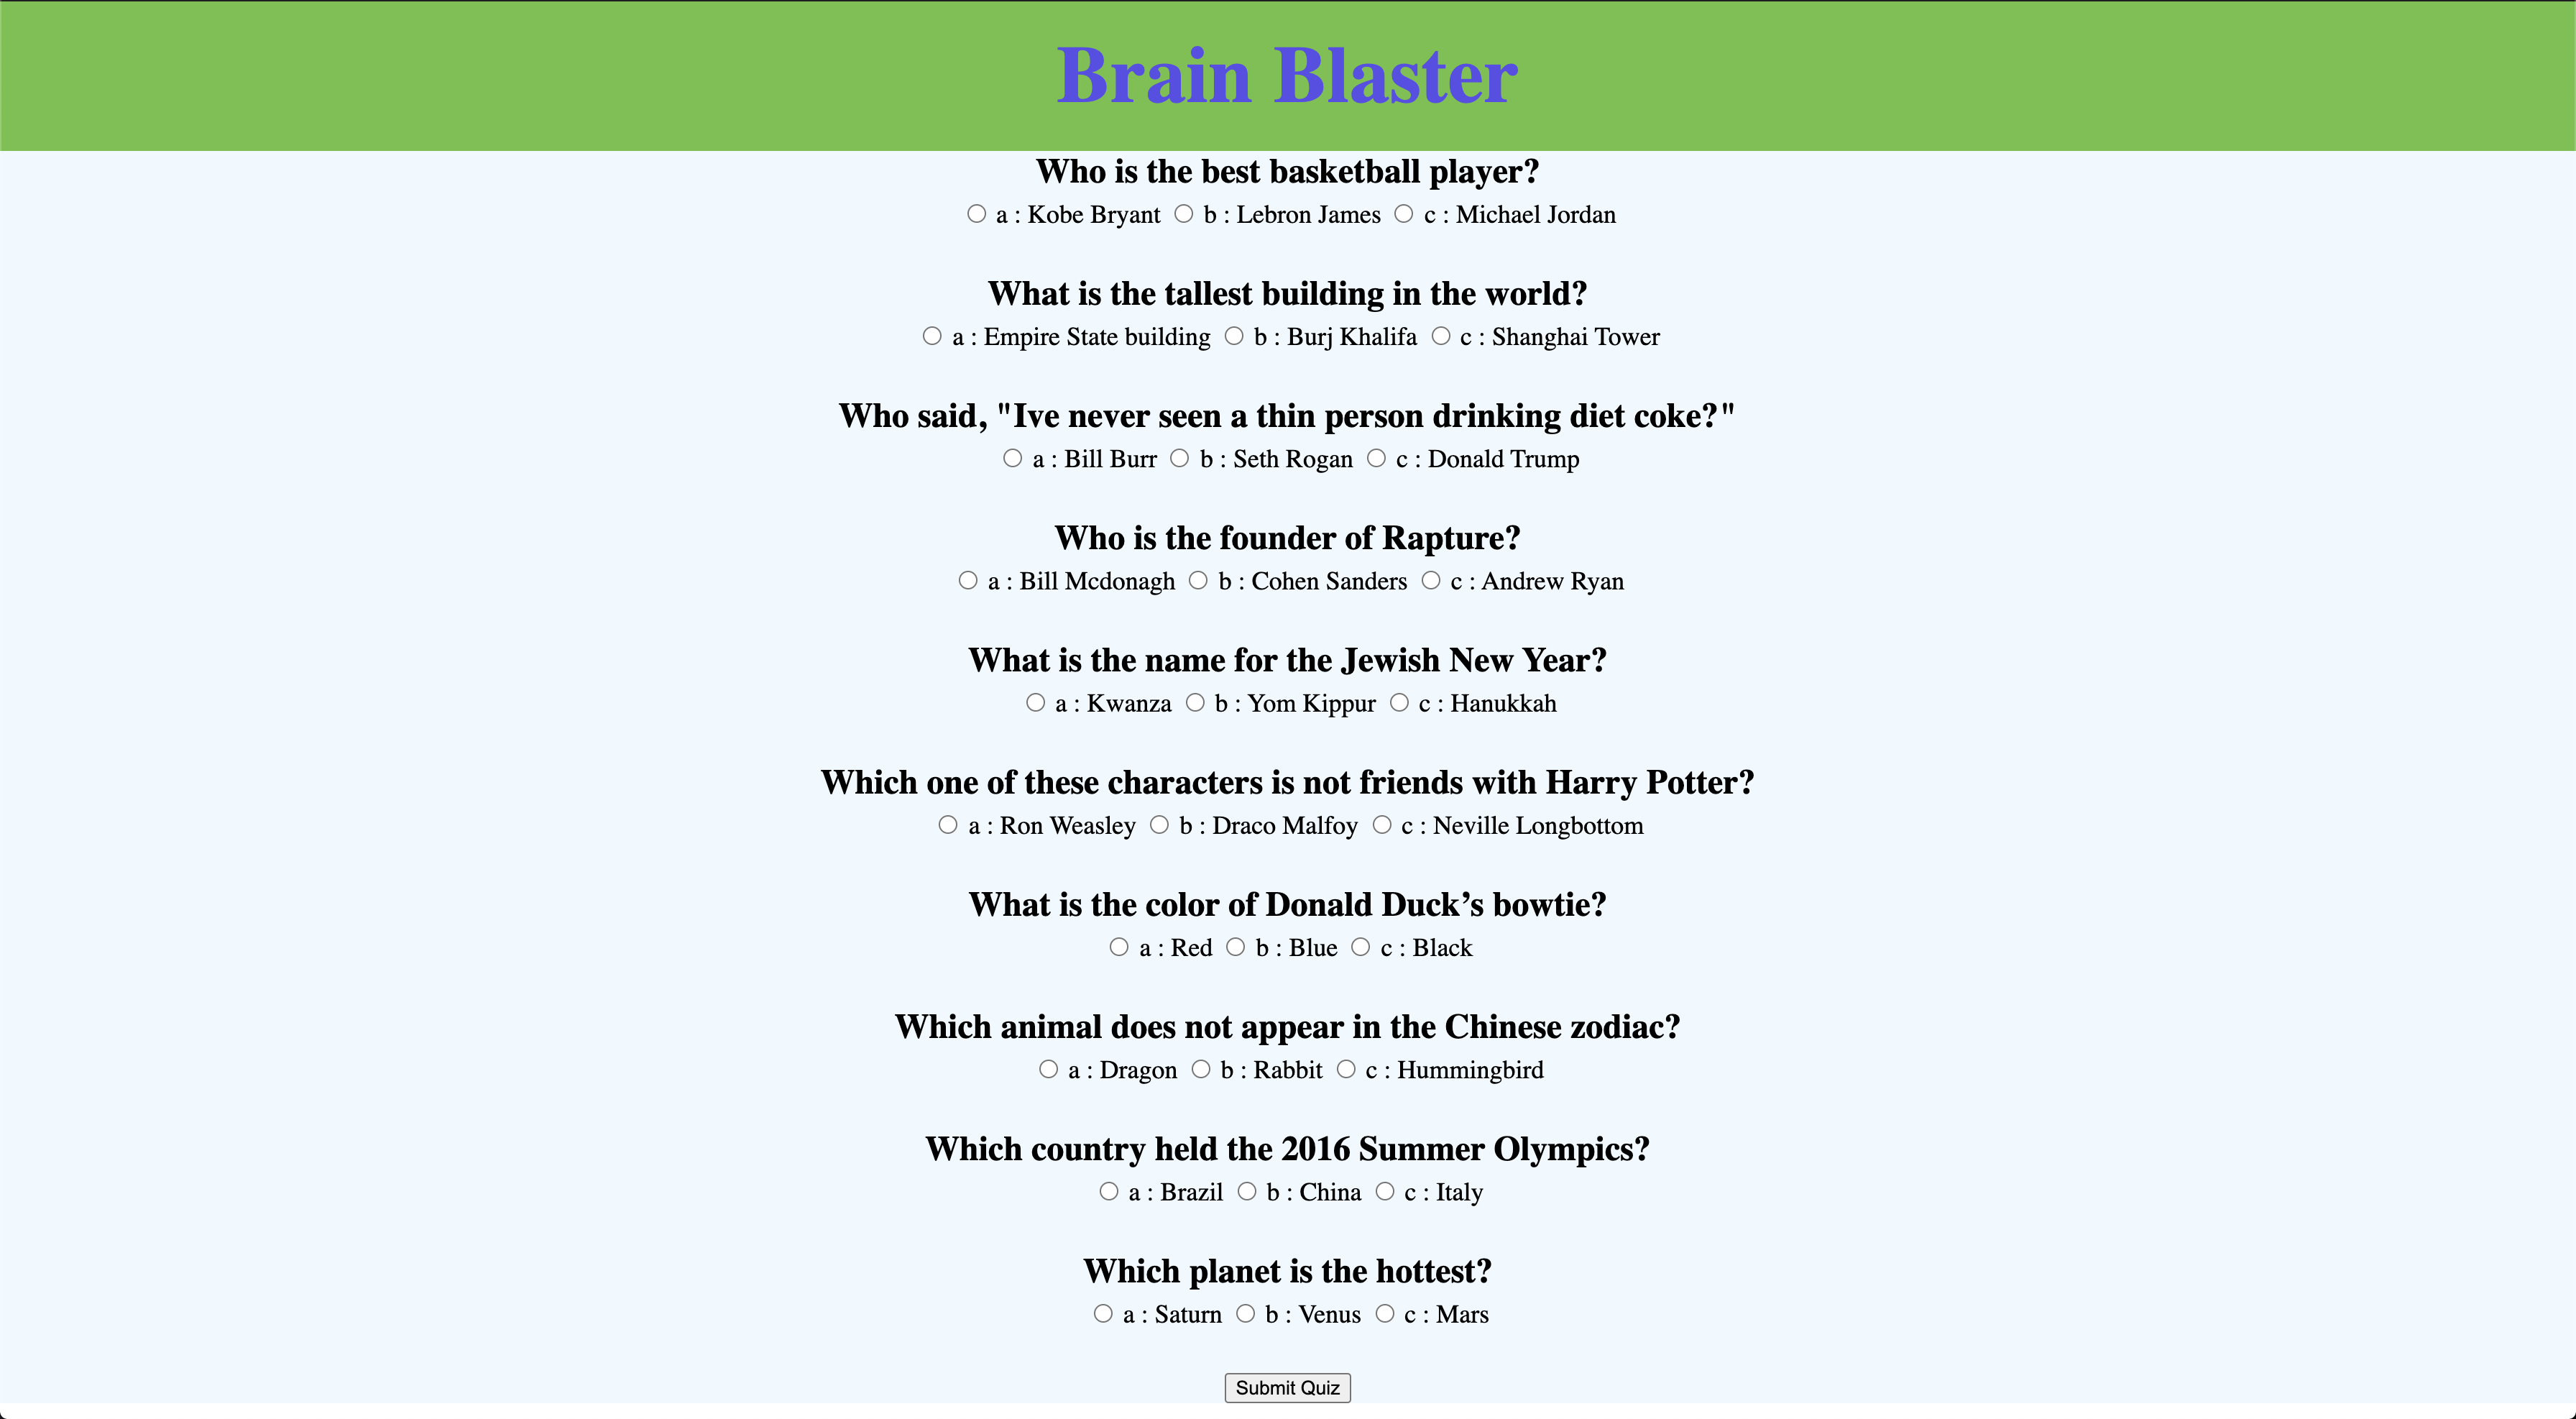 Brain Blaster
Who is the best basketball player?
a : Kobe Bryant b : Lebron James c : Michael Jordan
What is the tallest building in the world?
a : Empire State building b : Burj Khalifa c : Shanghai Tower
Who said, "Ive never seen a thin person drinking diet coke?"
a : Bill Burr b : Seth Rogan c : Donald Trump
Who is the founder of Rapture?
a : Bill Mcdonagh b : Cohen Sanders c : Andrew Ryan
What is the name for the Jewish New Year?
a : Kwanza b : Yom Kippur c : Hanukkah
Which one of these characters is not friends with Harry Potter?
a : Ron Weasley b : Draco Malfoy c : Neville Longbottom
What is the color of Donald Duck’s bowtie?
a : Red b : Blue c : Black
Which animal does not appear in the Chinese zodiac?
a : Dragon b : Rabbit c : Hummingbird
Which country held the 2016 Summer Olympics?
a : Brazil b : China c : Italy
Which planet is the hottest?
a : Saturn b : Venus c : Mars
Submit Quiz